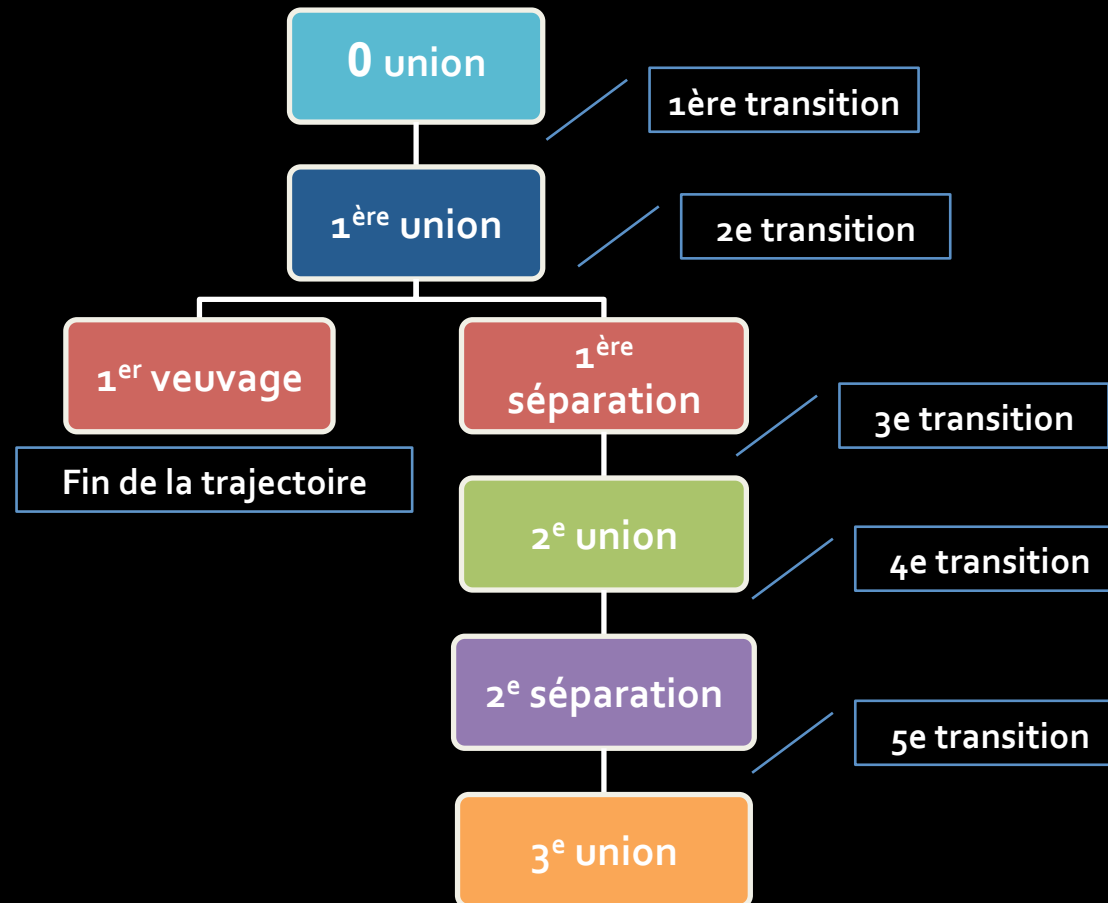 0 union
1ère transition
1ère union
2e transition
1er veuvage
1ère
séparation
3e transition
Fin de la trajectoire
2e union
4e transition
2e séparation
5e transition
3e union